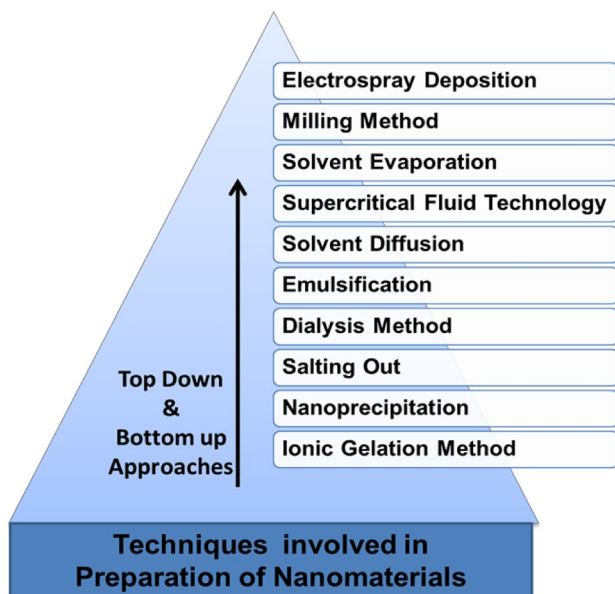 Electrospray Deposition
Milling Method
Solvent Evaporation
Supercritical Fluid Technology
Solvent Diffusion
Emulsification
Dialysis Method
Salting Out
Nanoprecipitation
Ionic Gelation Method
Top Down
&
Bottom up
Approaches
Techniques involved in
Preparation of Nanomaterials